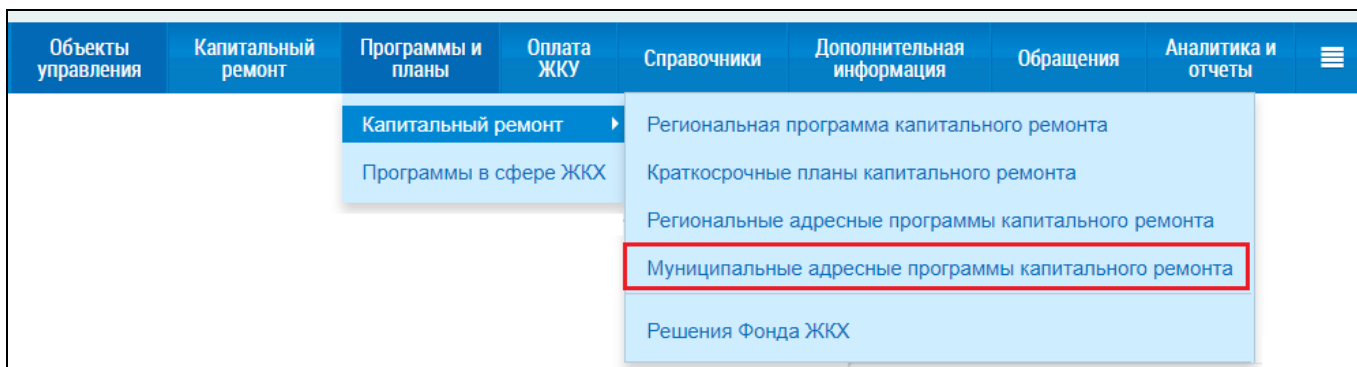 Объекты управления
Капитальный ремонт
Программы и планы
Оплата ЖКУ
Справочники
Дополнительная информация
Обращения
Аналитика и отчеты
Капитальный ремонт
Программы в сфере ЖКХ
Региональная программа капитального ремонта
Краткосрочные планы капитального ремонта
Региональные адресные программы капитального ремонта
Муниципальные адресные программы капитального ремонта
Решения Фонда ЖКХ